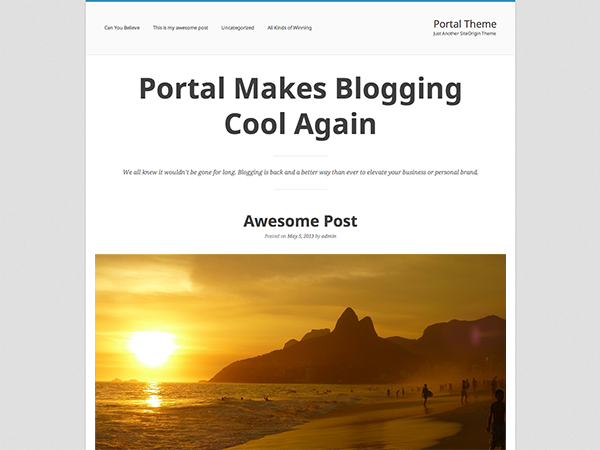 Can You Believe This is my awesome post Uncategorized All Kinds of Winning
Portal Theme
Just Another SiteOrigin Theme
Portal Makes Blogging
Cool Again
We all knew it wouldn't be gone for long. Blogging is back and a better way than ever to elevate your business or personal brand.
Awesome Post
Posted on May 5, 2013 by admin